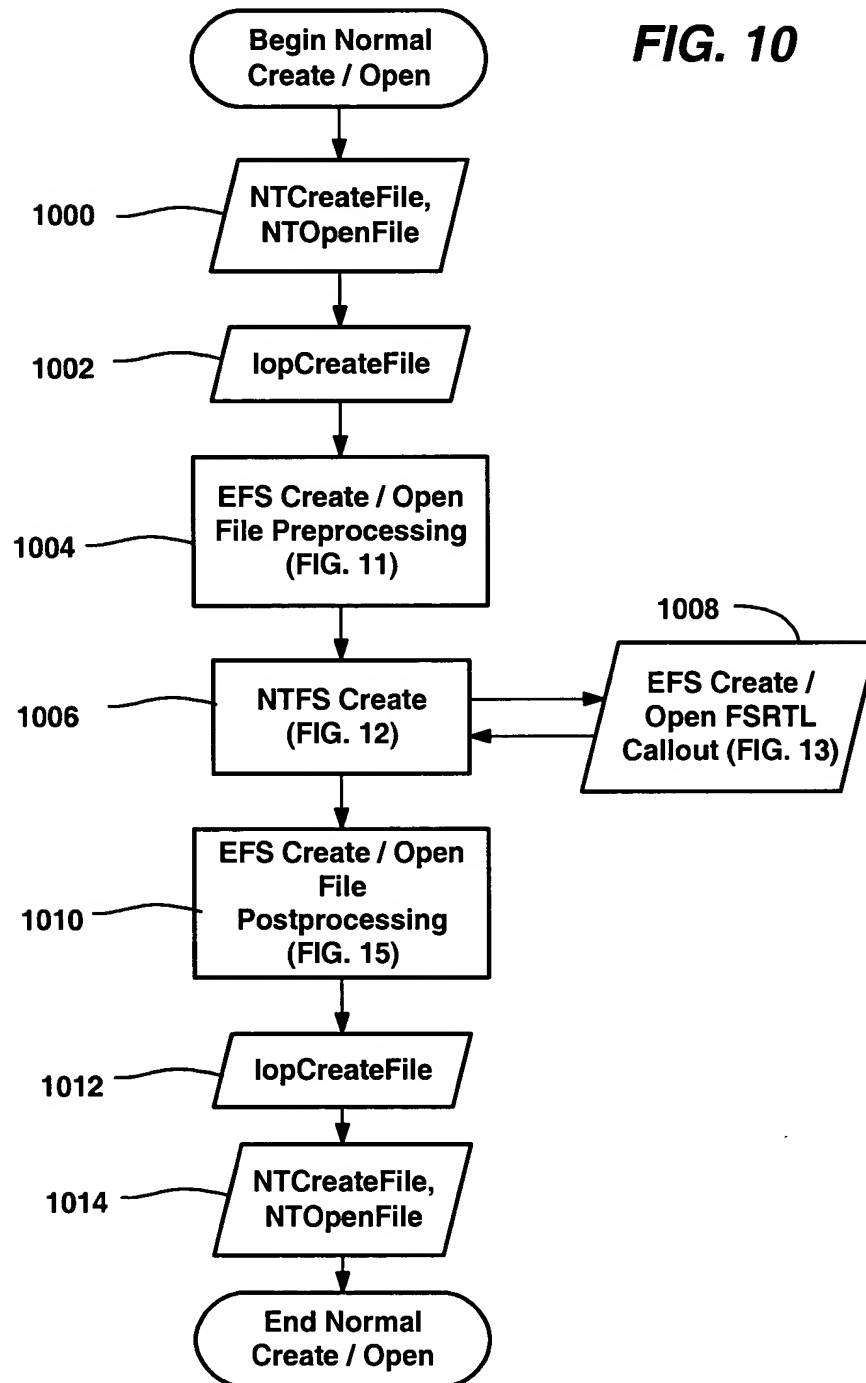 FIG. 10
Begin Normal
Create / Open
1000
NTCreateFile,
NTOpenFile
1002
IopCreateFile
1004
EFS Create / Open
File Preprocessing
(FIG. 11)
1006
NTFS Create
(FIG. 12)
1008
EFS Create /
Open FSRTL
Callout (FIG. 13)
1010
EFS Create / Open
File
Postprocessing
(FIG. 15)
1012
IopCreateFile
1014
NTCreateFile,
NTOpenFile
End Normal
Create / Open